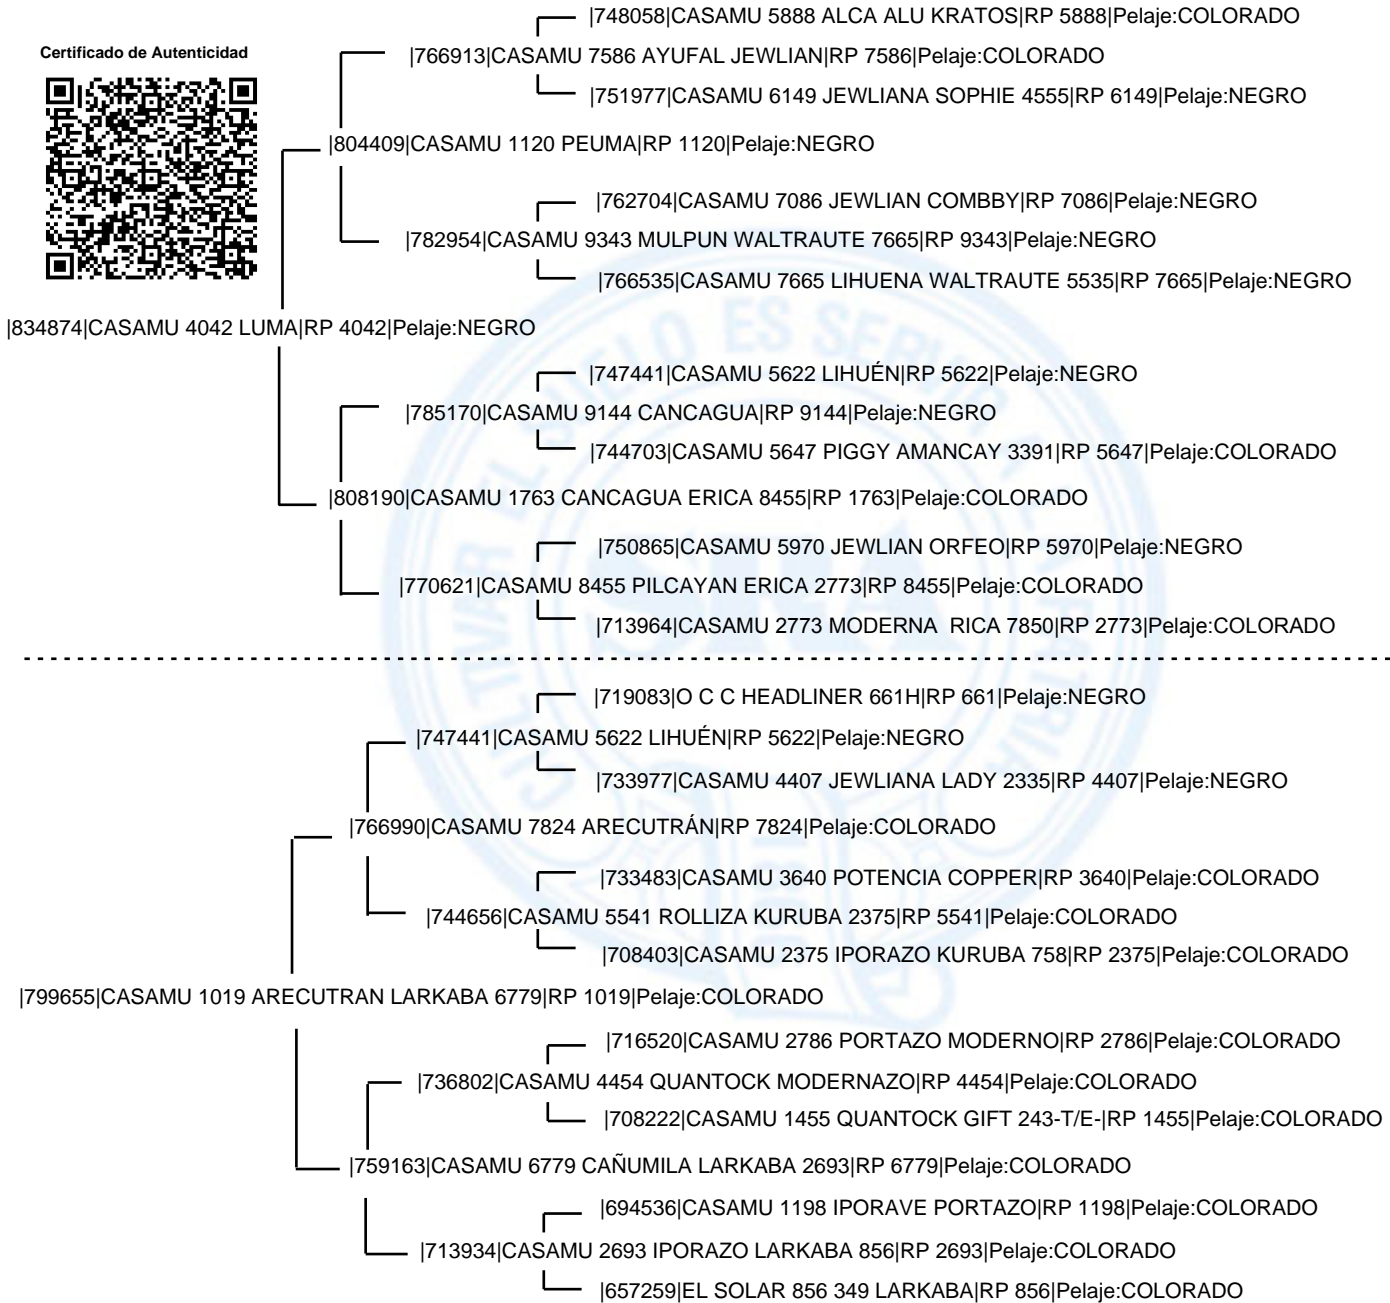 |748058|CASAMU 5888 ALCA ALU KRATOS|RP 5888|Pelaje:COLORADO
Certificado de Autenticidad
|766913|CASAMU 7586 AYUFAL JEWLIAN|RP 7586|Pelaje:COLORADO
|751977|CASAMU 6149 JEWLIANA SOPHIE 4555|RP 6149|Pelaje:NEGRO
|804409|CASAMU 1120 PEUMA|RP 1120|Pelaje:NEGRO
|762704|CASAMU 7086 JEWLIAN COMBBY|RP 7086|Pelaje:NEGRO
|782954|CASAMU 9343 MULPUN WALTRAUTE 7665|RP 9343|Pelaje:NEGRO
|766535|CASAMU 7665 LIHUENA WALTRAUTE 5535|RP 7665|Pelaje:NEGRO
|834874|CASAMU 4042 LUMA|RP 4042|Pelaje:NEGRO
|747441|CASAMU 5622 LIHUÉN|RP 5622|Pelaje:NEGRO
|785170|CASAMU 9144 CANCAGUA|RP 9144|Pelaje:NEGRO
|744703|CASAMU 5647 PIGGY AMANCAY 3391|RP 5647|Pelaje:COLORADO
|808190|CASAMU 1763 CANCAGUA ERICA 8455|RP 1763|Pelaje:COLORADO
|750865|CASAMU 5970 JEWLIAN ORFEO|RP 5970|Pelaje:NEGRO
|770621|CASAMU 8455 PILCAYAN ERICA 2773|RP 8455|Pelaje:COLORADO
|713964|CASAMU 2773 MODERNA  RICA 7850|RP 2773|Pelaje:COLORADO
|719083|O C C HEADLINER 661H|RP 661|Pelaje:NEGRO
|747441|CASAMU 5622 LIHUÉN|RP 5622|Pelaje:NEGRO
|733977|CASAMU 4407 JEWLIANA LADY 2335|RP 4407|Pelaje:NEGRO
|766990|CASAMU 7824 ARECUTRÁN|RP 7824|Pelaje:COLORADO
|733483|CASAMU 3640 POTENCIA COPPER|RP 3640|Pelaje:COLORADO
|744656|CASAMU 5541 ROLLIZA KURUBA 2375|RP 5541|Pelaje:COLORADO
|708403|CASAMU 2375 IPORAZO KURUBA 758|RP 2375|Pelaje:COLORADO
|799655|CASAMU 1019 ARECUTRAN LARKABA 6779|RP 1019|Pelaje:COLORADO
|716520|CASAMU 2786 PORTAZO MODERNO|RP 2786|Pelaje:COLORADO
|736802|CASAMU 4454 QUANTOCK MODERNAZO|RP 4454|Pelaje:COLORADO
|708222|CASAMU 1455 QUANTOCK GIFT 243-T/E-|RP 1455|Pelaje:COLORADO
|759163|CASAMU 6779 CAÑUMILA LARKABA 2693|RP 6779|Pelaje:COLORADO
|694536|CASAMU 1198 IPORAVE PORTAZO|RP 1198|Pelaje:COLORADO
|713934|CASAMU 2693 IPORAZO LARKABA 856|RP 2693|Pelaje:COLORADO
|657259|EL SOLAR 856 349 LARKABA|RP 856|Pelaje:COLORADO
CULTIVAR EL SUELO ES SERVIR A LA PATRIA
1866